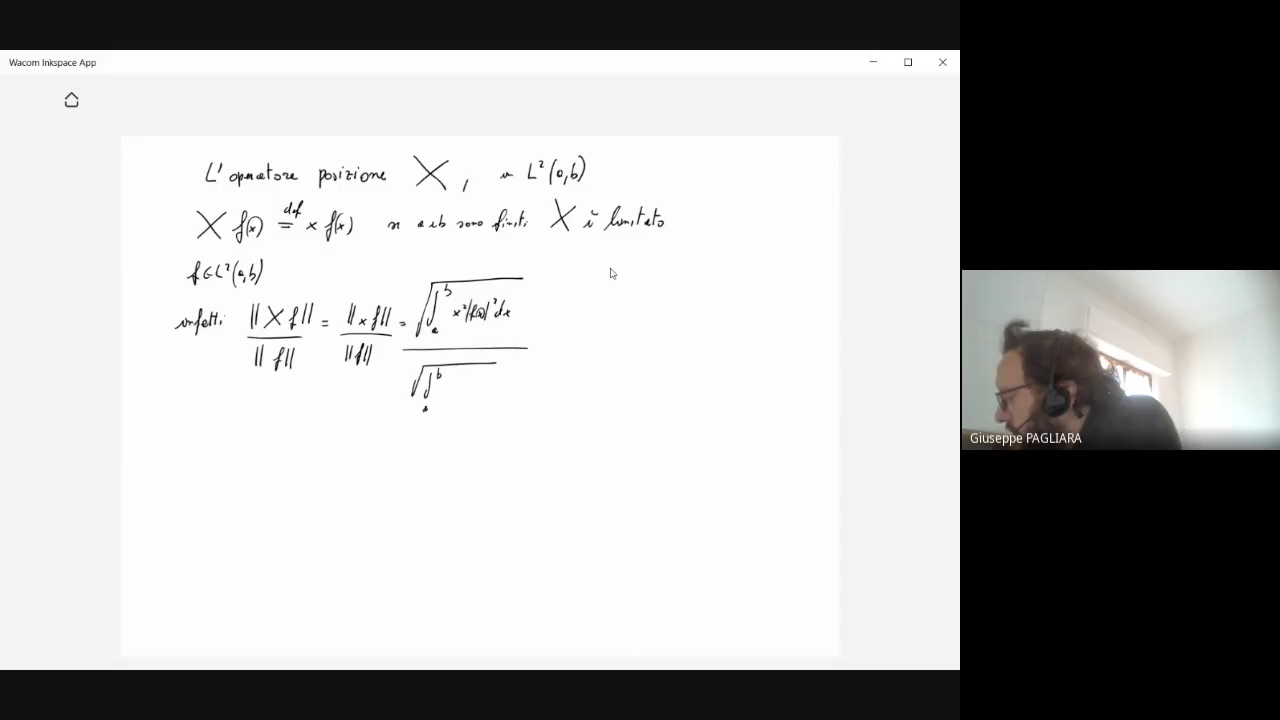 Wacom Inkspace App
L'operatore posizione X, in L²(a,b)
X f(x) def= x f(x) se a e b sono finiti X è limitato
f ∈ L²(a,b)
infatti ||X f|| / ||f|| = ||x f|| / ||f|| = √∫ₐᵇ x²|f(x)|² dx / √∫ₐᵇ
Giuseppe PAGLIARA